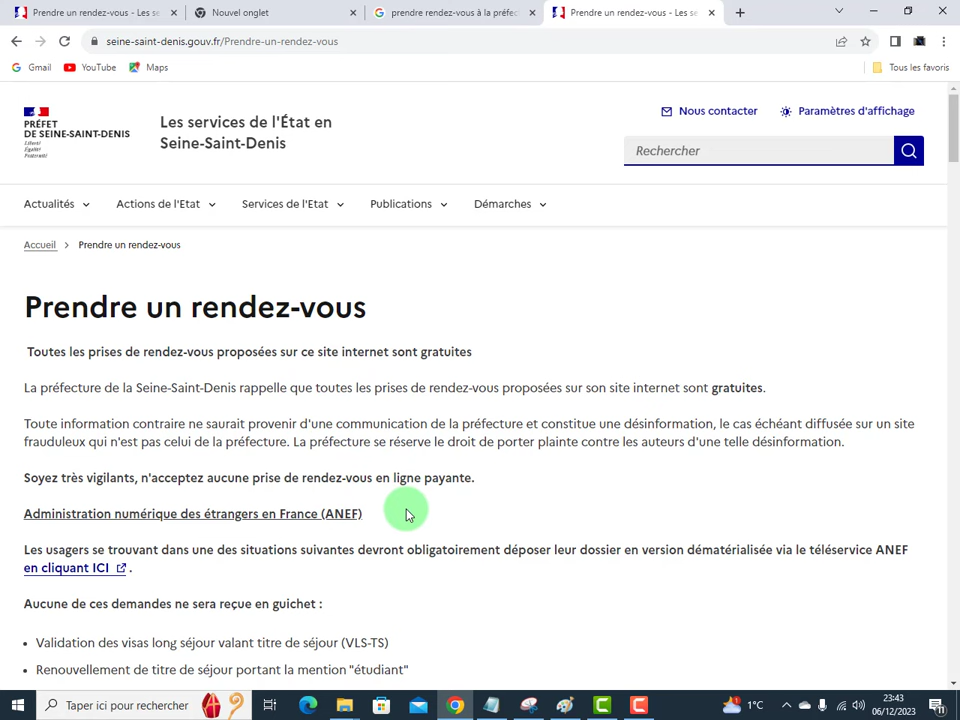 Prendre un rendez-vous - Les se
Nouvel onglet
prendre rendez-vous à la préfec
Prendre un rendez-vous - Les se
seine-saint-denis.gouv.fr/Prendre-un-rendez-vous
Gmail
YouTube
Maps
Tous les favoris
PRÉFET
DE SEINE-SAINT-DENIS
Liberté
Égalité
Fraternité
Les services de l'État en
Seine-Saint-Denis
Nous contacter
Paramètres d'affichage
Rechercher
Actualités
Actions de l'Etat
Services de l'Etat
Publications
Démarches
Accueil > Prendre un rendez-vous
Prendre un rendez-vous
Toutes les prises de rendez-vous proposées sur ce site internet sont gratuites
La préfecture de la Seine-Saint-Denis rappelle que toutes les prises de rendez-vous proposées sur son site internet sont gratuites.
Toute information contraire ne saurait provenir d'une communication de la préfecture et constitue une désinformation, le cas échéant diffusée sur un site
frauduleux qui n'est pas celui de la préfecture. La préfecture se réserve le droit de porter plainte contre les auteurs d'une telle désinformation.
Soyez très vigilants, n'acceptez aucune prise de rendez-vous en ligne payante.
Administration numérique des étrangers en France (ANEF)
Les usagers se trouvant dans une des situations suivantes devront obligatoirement déposer leur dossier en version dématérialisée via le téléservice ANEF
en cliquant ICI .
Aucune de ces demandes ne sera reçue en guichet :
• Validation des visas long séjour valant titre de séjour (VLS-TS)
• Renouvellement de titre de séjour portant la mention "étudiant"
Taper ici pour rechercher
1°C
23:43
06/12/2023
11